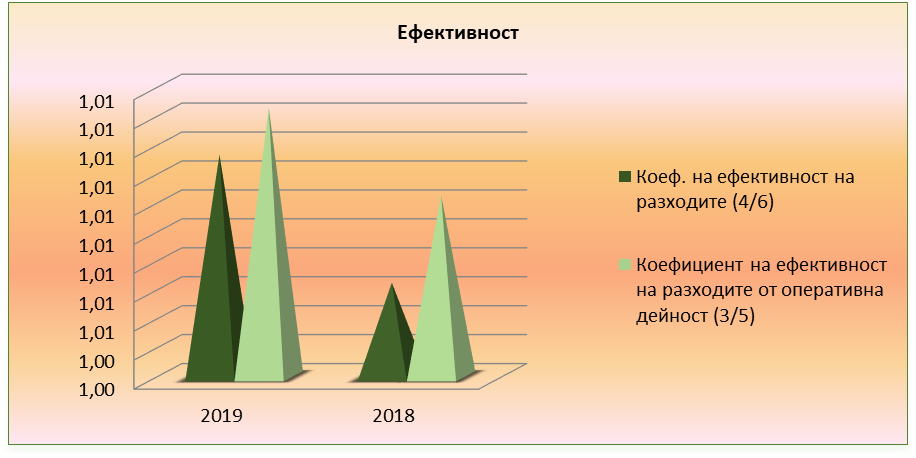 Ефективност
1,01
1,01
1,01
1,01
1,01
1,01
1,01
1,01
1,01
1,00
1,00
2019
2018
Коеф. на ефективност на
разходите (4/6)
Коефициент на ефективност
на разходите от оперативна
дейност (3/5)